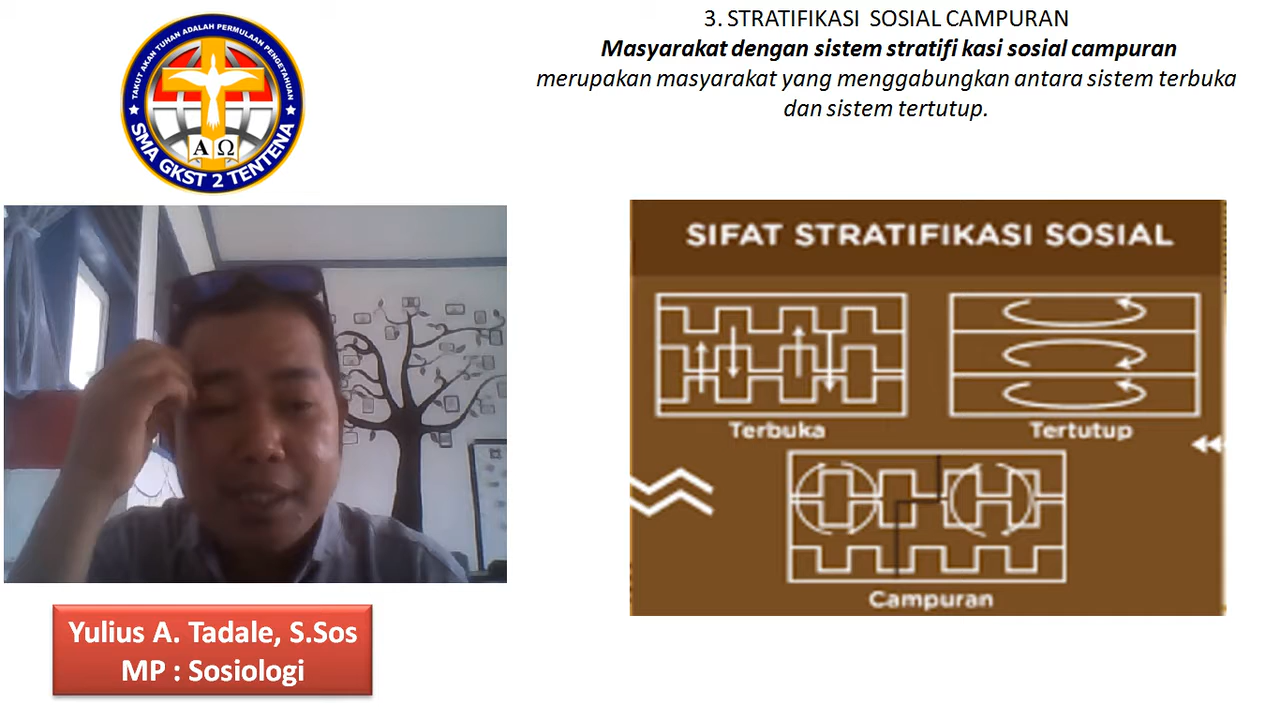 TAKUT AKAN TUHAN ADALAH PERMULAAN PENGETAHUAN
A Ω
SMA GKST 2 TENTENA
3. STRATIFIKASI SOSIAL CAMPURAN
Masyarakat dengan sistem stratifi kasi sosial campuran
merupakan masyarakat yang menggabungkan antara sistem terbuka
dan sistem tertutup.
SIFAT STRATIFIKASI SOSIAL
Terbuka
Tertutup
Campuran
Yulius A. Tadale, S.Sos
MP : Sosiologi